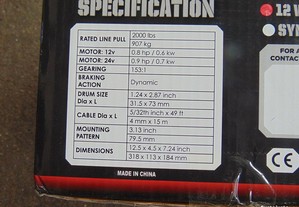 SPECIFICATION
RATED LINE PULL 2000 lbs
907 kg
MOTOR: 12v 0.8 hp / 0.6 kw
MOTOR: 24v 0.9 hp / 0.7 kw
GEARING 153:1
BRAKING
ACTION Dynamic
DRUM SIZE 1.24 x 2.87 inch
Dia x L 31.5 x 73 mm
CABLE Dia x L 5/32th inch x 49 ft
4 mm x 15 m
MOUNTING 3.13 inch
PATTERN 79.5 mm
DIMENSIONS 12.5 x 4.5 x 7.24 inch
318 x 113 x 184 mm
MADE IN CHINA
12
SYN
FOR A
CONTAC
CE